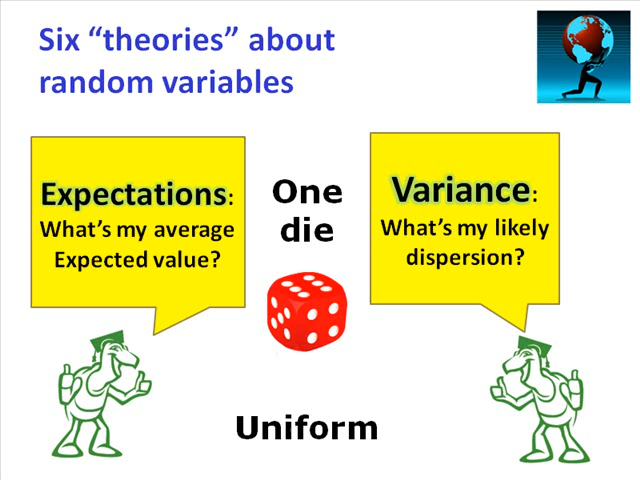 Six “theories” about
random variables
Expectations:
What’s my average
Expected value?
One
die
Variance:
What’s my likely
dispersion?
Uniform